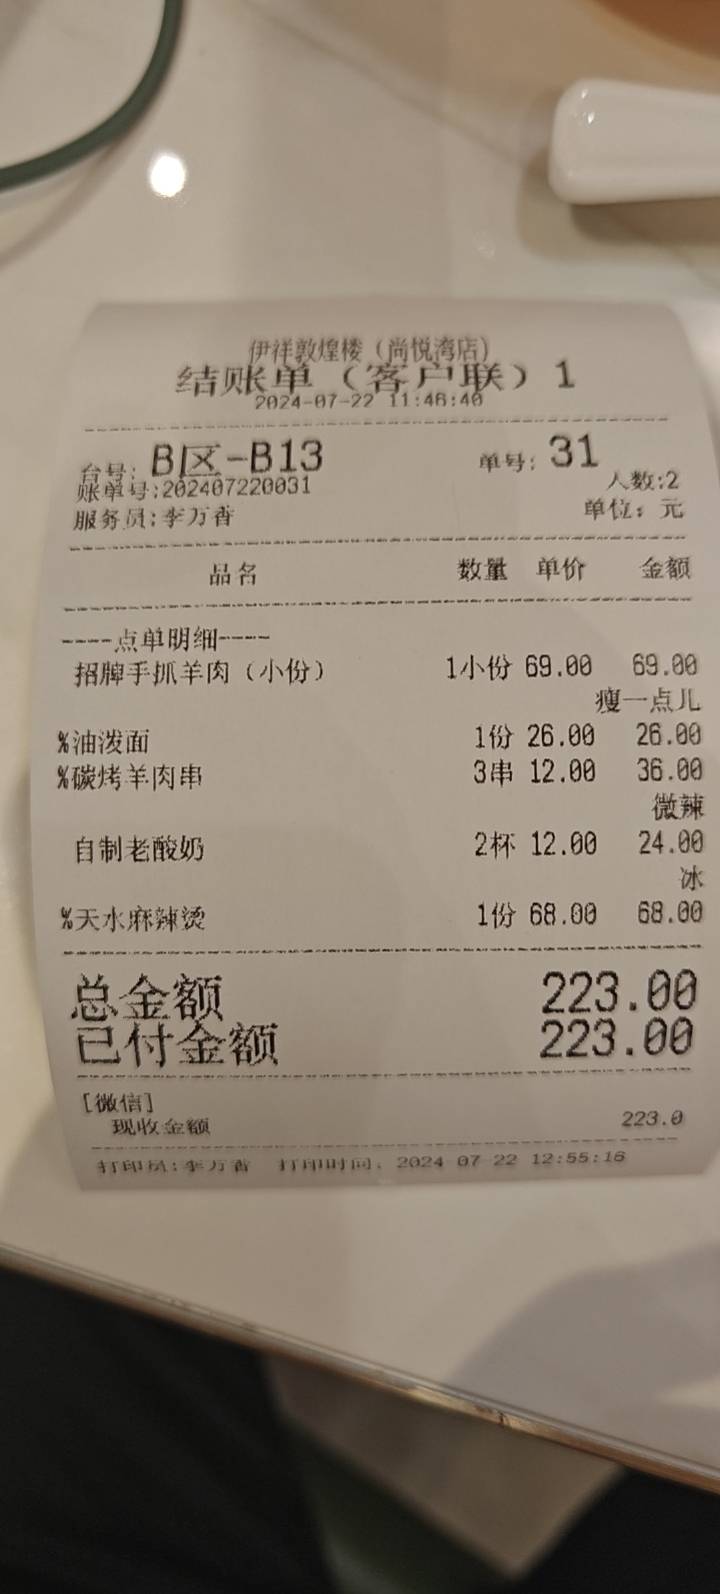 伊祥敦煌楼（尚悦湾店）
结账单（客户联）1
2024-07-22 11:46:40
台号: B区-B13 单号: 31
账单号:202407220031 人数:2
服务员:李万香 单位: 元
品名 数量 单价 金额
----点单明细----
招牌手抓羊肉（小份） 1小份 69.00 69.00
瘦一点儿
%油泼面 1份 26.00 26.00
%碳烤羊肉串 3串 12.00 36.00
微辣
自制老酸奶 2杯 12.00 24.00
冰
%天水麻辣烫 1份 68.00 68.00
总金额 223.00
已付金额 223.00
[微信]
现收金额 223.0
打印员:李万香 打印时间: 2024-07-22 12:55:16